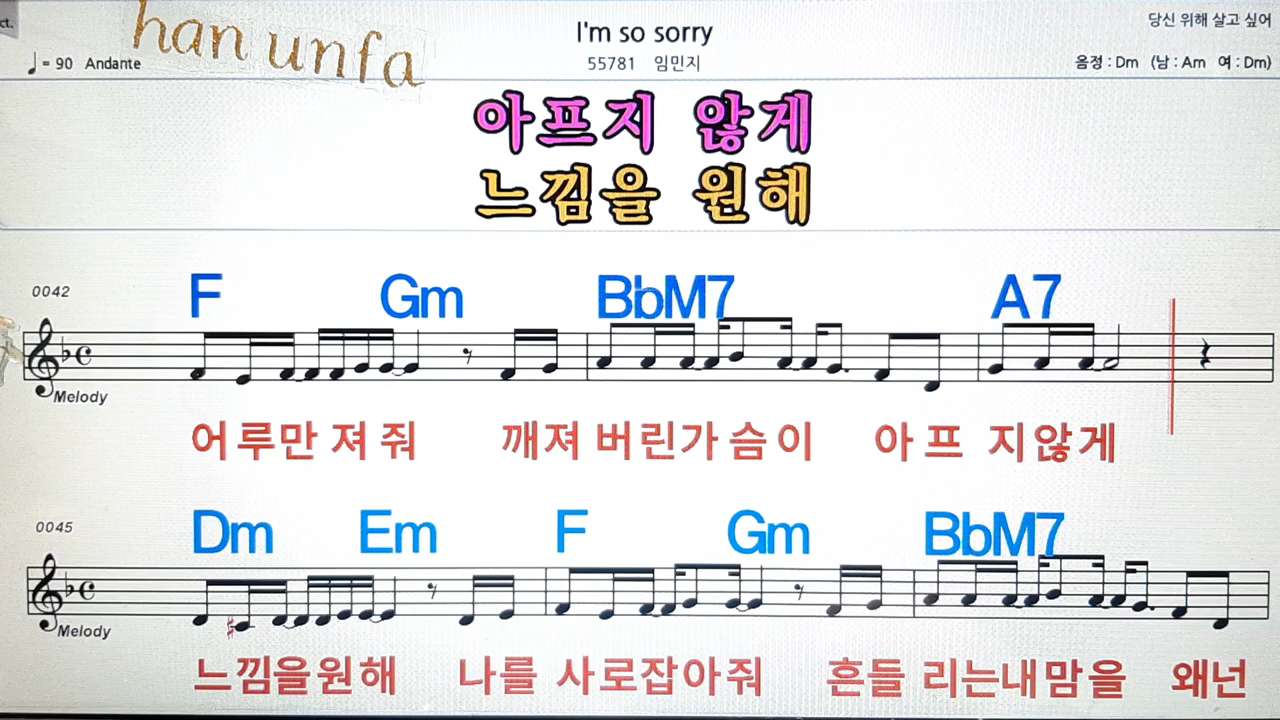 ct.
han unfa
I'm so sorry
당신 위해 살고 싶어
♩= 90 Andante
55781 임민지
음정 : Dm (남 : Am 여 : Dm)
아프지 않게
느낌을 원해
0042
F Gm BbM7 A7
Melody
어루만 져 줘 깨져 버린가 슴 이 아 프 지않게
0045
Dm Em F Gm BbM7
Melody
느낌을원해 나를 사로잡아줘 흔들 리는내맘을 왜넌